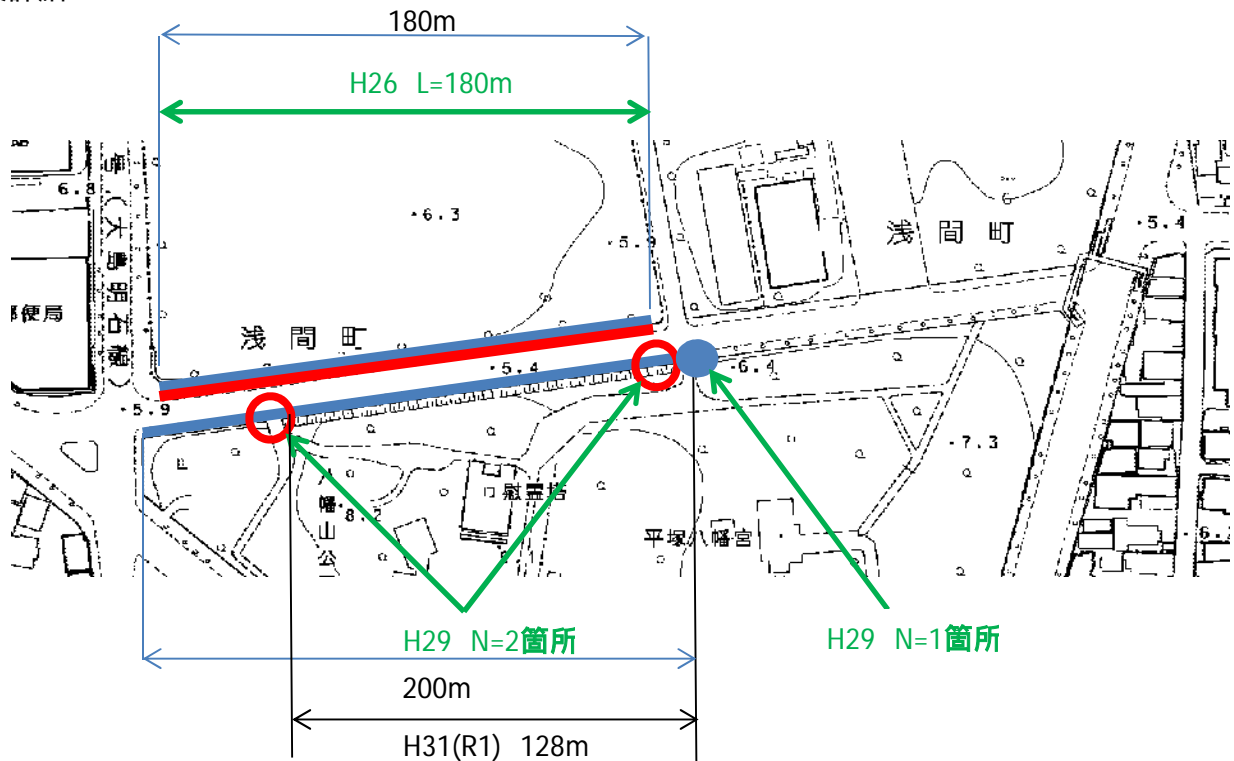 180m
H26 L=180m
6.8
号(大島明石線)
6.3
5.9
浅間町
5.4
郵便局
浅間町
5.4
6.4
5.9
7.3
8.2
八幡山公
慰霊塔
平塚八幡宮
6.
H29 N=2箇所
H29 N=1箇所
200m
H31(R1) 128m